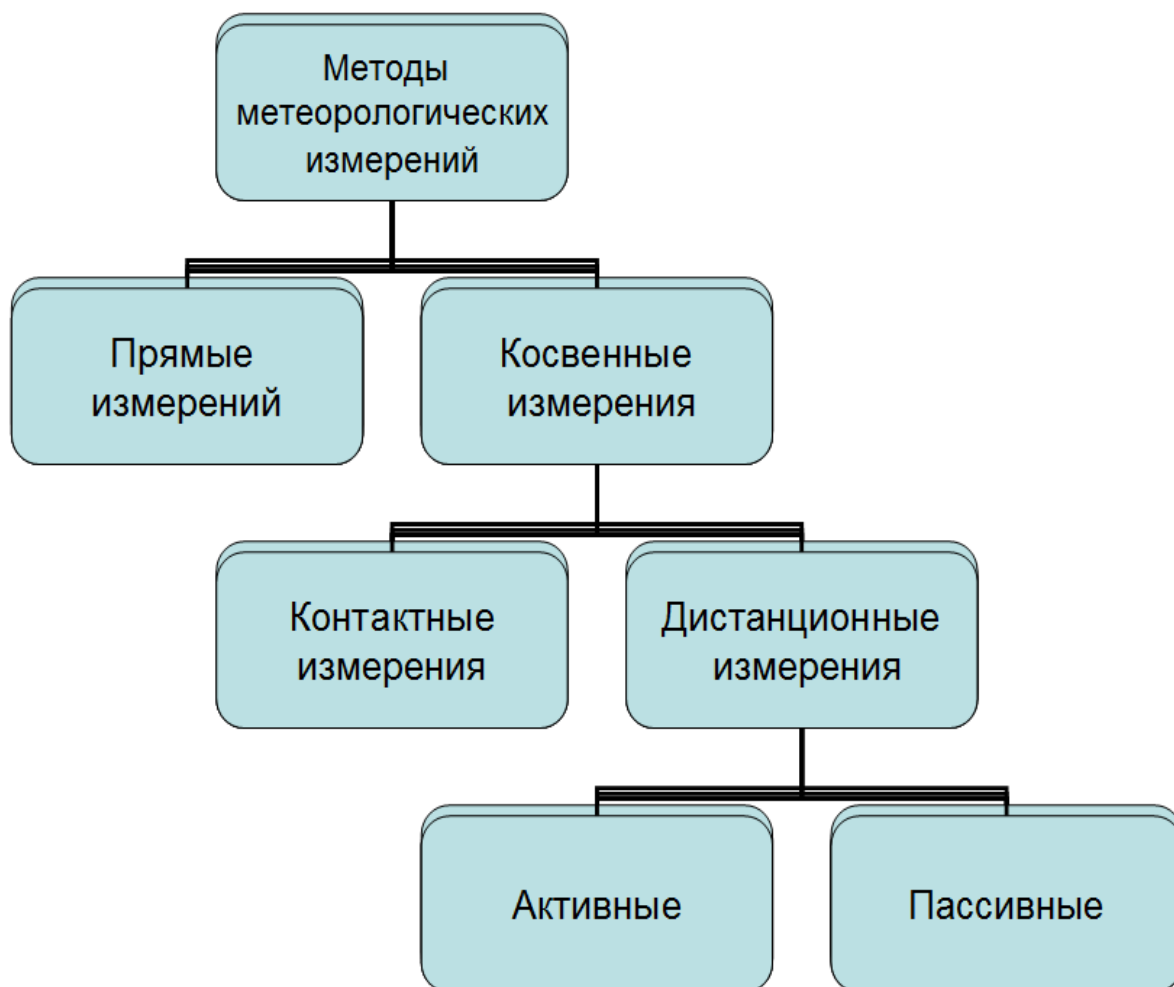 Методы
метеорологических
измерений
Прямые
измерений
Косвенные
измерения
Контактные
измерения
Дистанционные
измерения
Активные
Пассивные